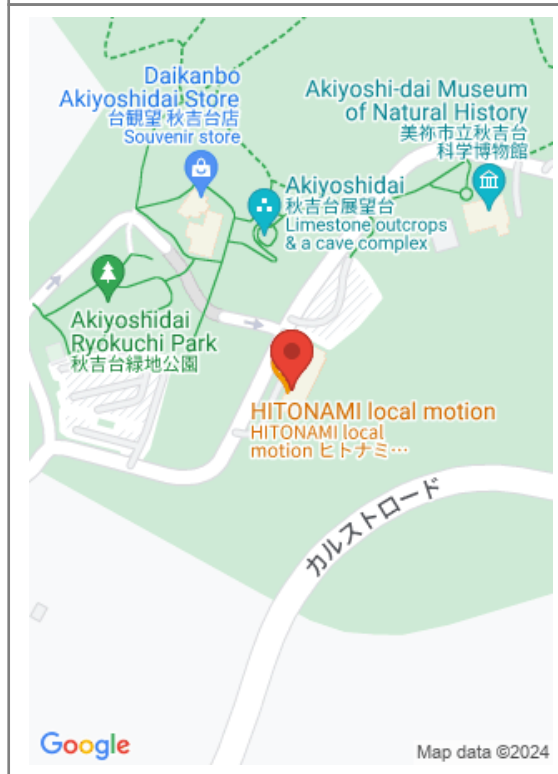 Daikanbo
Akiyoshidai Store
台観望 秋吉台店
Souvenir store
Akiyoshi-dai Museum
of Natural History
美祢市立秋吉台
科学博物館
Akiyoshidai
秋吉台展望台
Limestone outcrops
& a cave complex
Akiyoshidai
Ryokuchi Park
秋吉台緑地公園
HITONAMI local motion
HITONAMI local
motion ヒトナミ…
カルストロード
Google
Map data ©2024